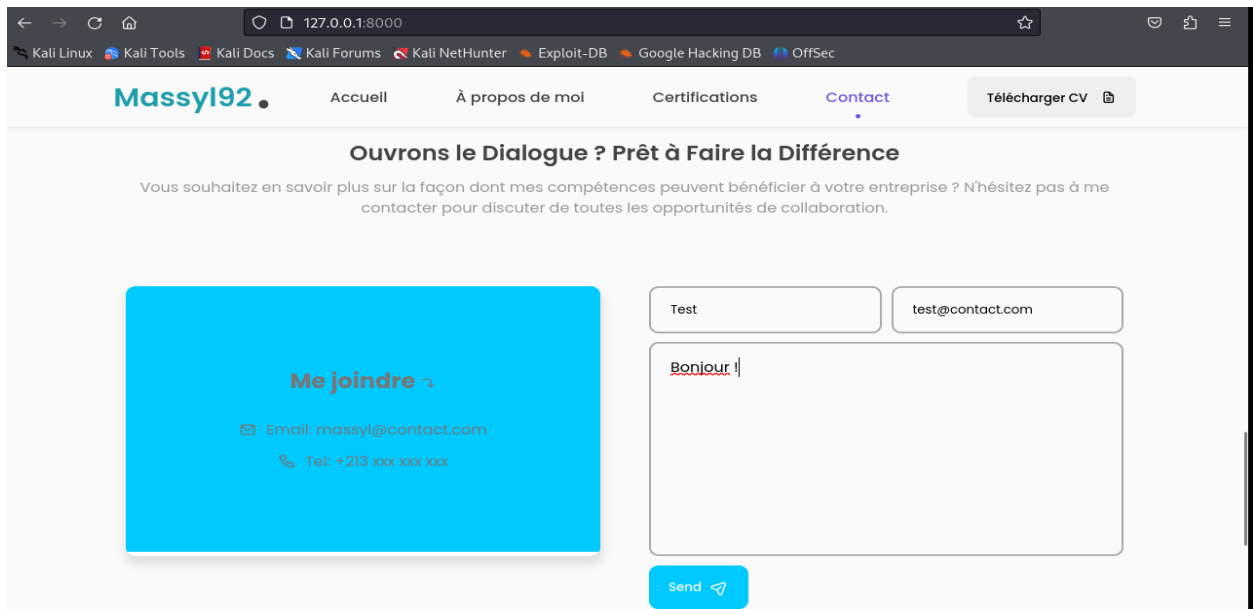 127.0.0.1:8000
Kali Linux Kali Tools Kali Docs Kali Forums Kali NetHunter Exploit-DB Google Hacking DB OffSec
Massyl92. Accueil À propos de moi Certifications Contact Télécharger CV
Ouvrons le Dialogue ? Prêt à Faire la Différence
Vous souhaitez en savoir plus sur la façon dont mes compétences peuvent bénéficier à votre entreprise ? N'hésitez pas à me
contacter pour discuter de toutes les opportunités de collaboration.
Me joindre
Email: massyl@contact.com
Tel: +213 xxx xxx xxx
Test test@contact.com
Bonjour !
Send